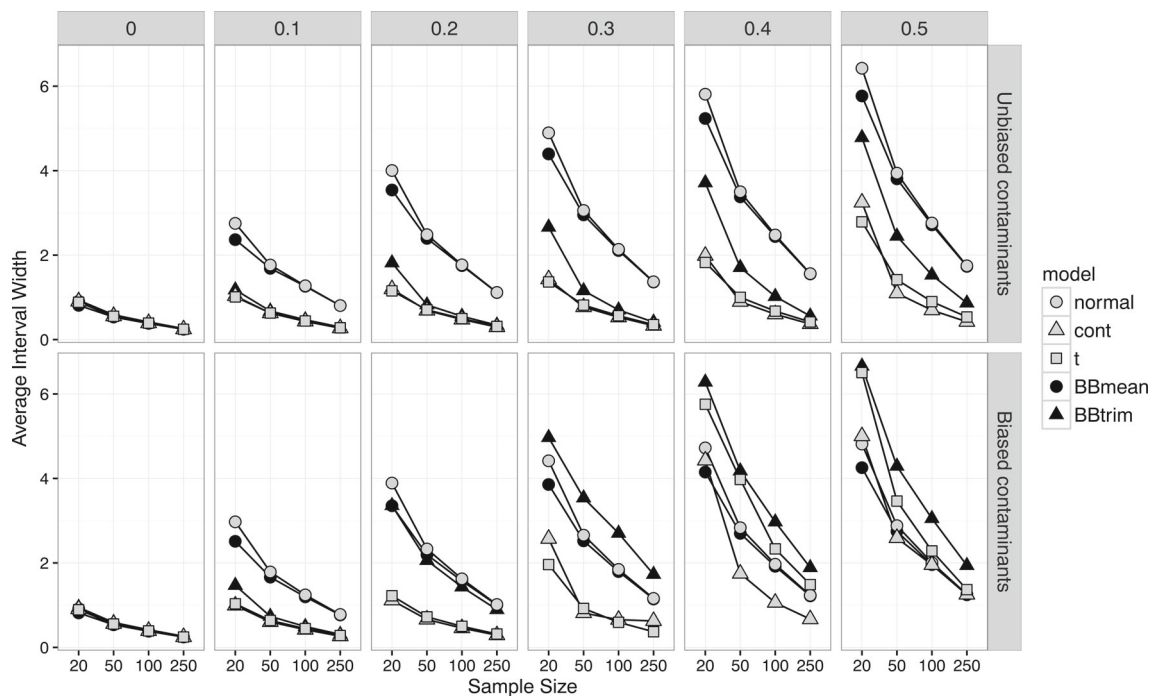 0 0.1 0.2 0.3 0.4 0.5
6
4
2
0
Unbiased contaminants
6
4
2
0
Biased contaminants
Average Interval Width
20 50 100 250 20 50 100 250 20 50 100 250 20 50 100 250 20 50 100 250 20 50 100 250
Sample Size
model
normal
cont
t
BBmean
BBtrim